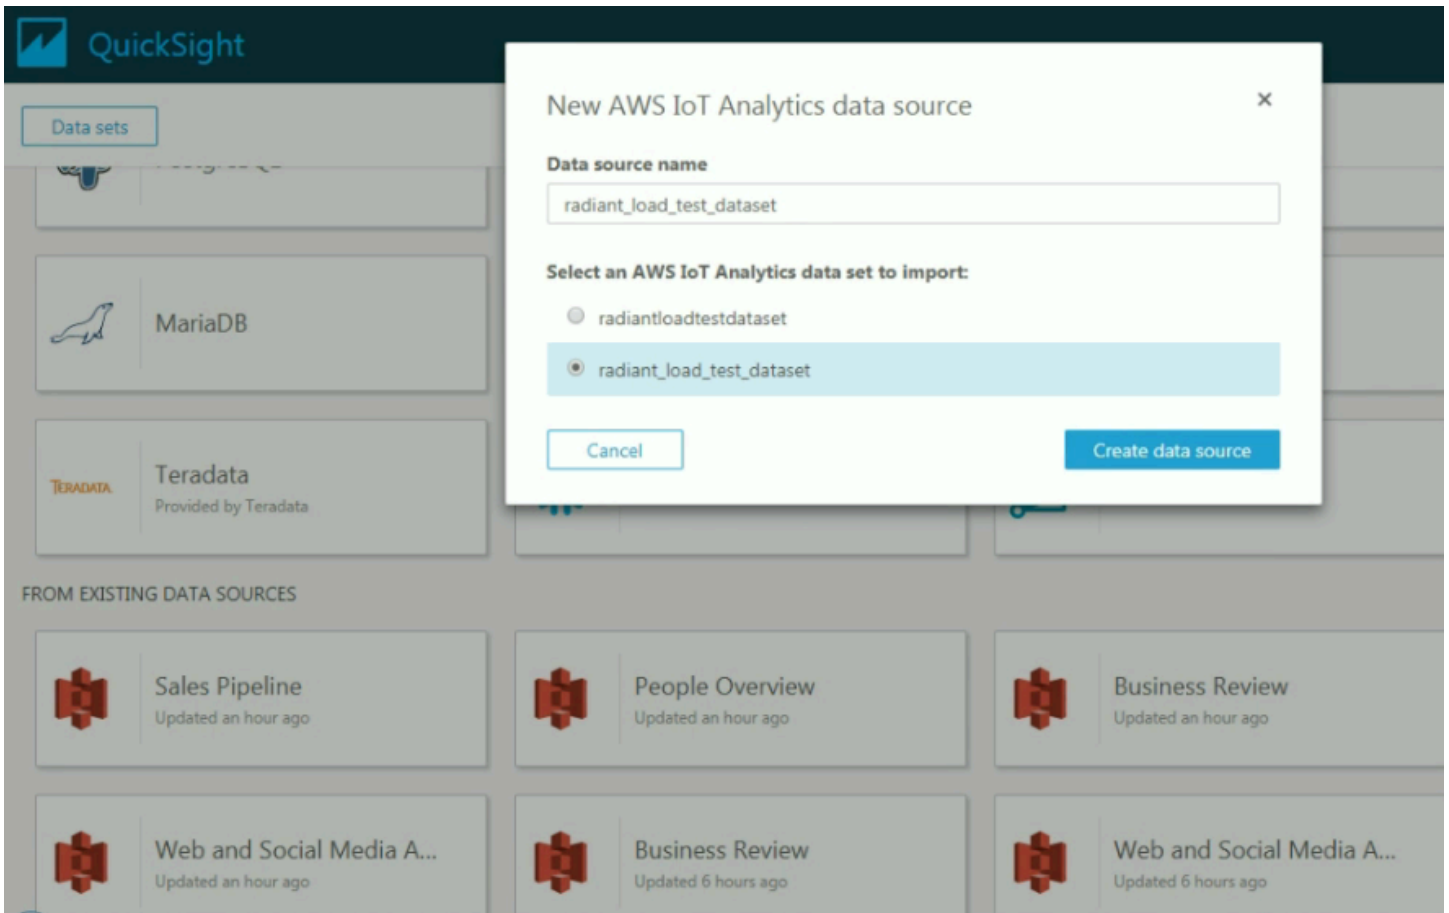 QuickSight
New AWS IoT Analytics data source
Data sets
Data source name
radiant_load_test_dataset
Select an AWS IoT Analytics data set to import:
radiantloadtestdataset
MariaDB
radiant_load_test_dataset
Cancel
Create data source
Teradata
TERADATA
Provided by Teradata
FROM EXISTING DATA SOURCES
Sales Pipeline
Updated an hour ago
People Overview
Updated an hour ago
Business Review
Updated an hour ago
Web and Social Media A...
Updated an hour ago
Business Review
Updated 6 hours ago
Web and Social Media A...
Updated 6 hours ago